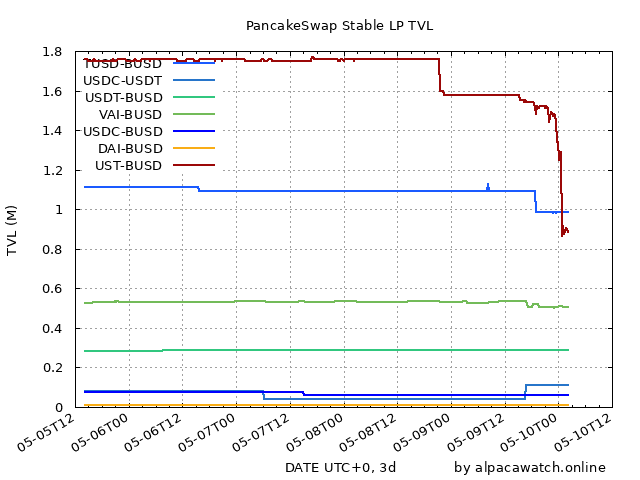 PancakeSwap Stable LP TVL
1.8
1.6
1.4
1.2
1
0.8
0.6
0.4
0.2
0
TVL (M)
TUSD-BUSD
USDC-USDT
USDT-BUSD
VAI-BUSD
USDC-BUSD
DAI-BUSD
UST-BUSD
05-05T12
05-06T00
05-06T12
05-07T00
05-07T12
05-08T00
05-08T12
05-09T00
05-09T12
05-10T00
05-10T12
DATE UTC+0, 3d
by alpacawatch.online